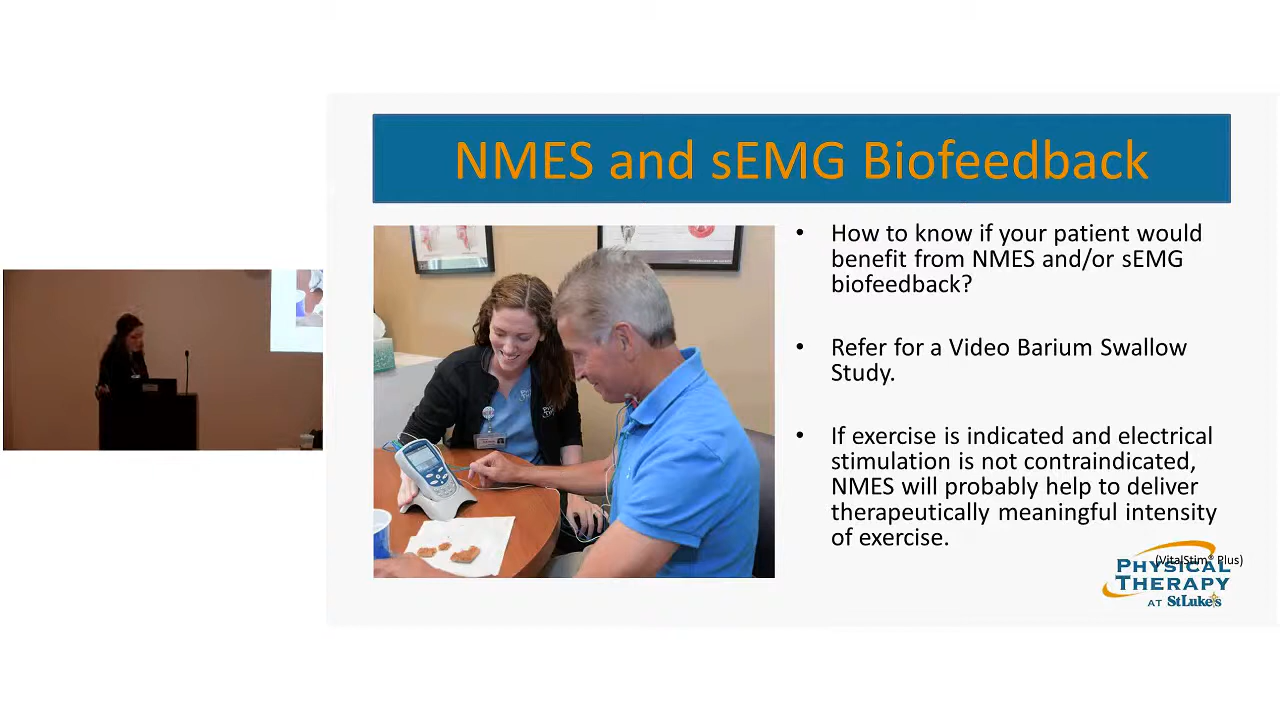 NMES and sEMG Biofeedback
• How to know if your patient would
benefit from NMES and/or sEMG
biofeedback?
• Refer for a Video Barium Swallow
Study.
• If exercise is indicated and electrical
stimulation is not contraindicated,
NMES will probably help to deliver
therapeutically meaningful intensity
of exercise.
(VitalStim® Plus)
PHYSICAL
THERAPY
AT StLuke's